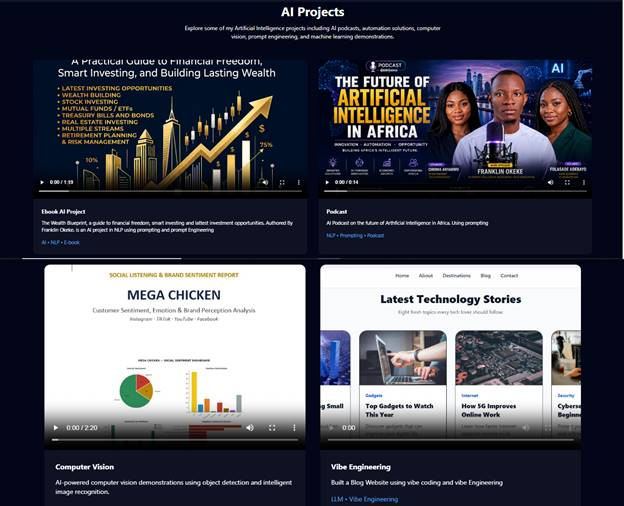 AI Projects
Explore some of my Artificial Intelligence projects including AI podcasts, automation solutions, computer
vision, prompt engineering, and machine learning demonstrations.
A Practical Guide to Financial Freedom,
Smart Investing, and Building Lasting Wealth
• LATEST INVESTING OPPORTUNITIES
• WEALTH BUILDING
• STOCK INVESTING
• MUTUAL FUNDS / ETFs
• TREASURY BILLS AND BONDS
• REAL ESTATE INVESTING
• MULTIPLE STREAMS
• RETIREMENT PLANNING
& RISK MANAGEMENT
10%
75%
0:00 / 1:19
PODCAST
AI
THE FUTURE OF
ARTIFICIAL
INTELLIGENCE
IN AFRICA
INNOVATION • AUTOMATION • OPPORTUNITY
BUILDING AFRICA'S INTELLIGENT FUTURE
FRANKLIN OKEKE
0:00 / 0:14
Ebook AI Project
The Wealth Blueprint, a guide to financial freedom, smart investing and lattest investment opportunities. Authored By
Franklin Okeke. is an AI project in NLP using prompting and prompt Engineering
AI • NLP • E-book
Podcast
AI Podcast on the future of Arthficial Intelligence in Africa. Using prompting
NLP • Prompting • Postcast
SOCIAL LISTENING & BRAND SENTIMENT REPORT
MEGA CHICKEN
Customer Sentiment, Emotion & Brand Perception Analysis
Instagram · TikTok · YouTube · Facebook
MEGA CHICKEN — SOCIAL SENTIMENT DASHBOARD
0:00 / 2:20
Home
About
Destinations
Blog
Contact
Latest Technology Stories
Eight fresh topics every tech lover should follow.
ng Small
Gadgets
Top Gadgets to Watch
This Year
Discover gadgets that can
Internet
How 5G Improves
Online Work
Security
Cyberse
Beginne
0:00
Computer Vision
AI-powered computer vision demonstrations using object detection and intelligent
image recognition.
Vibe Engineering
Built a Blog Website using vibe coding and vibe Engineering
LLM • Vibe Engineering